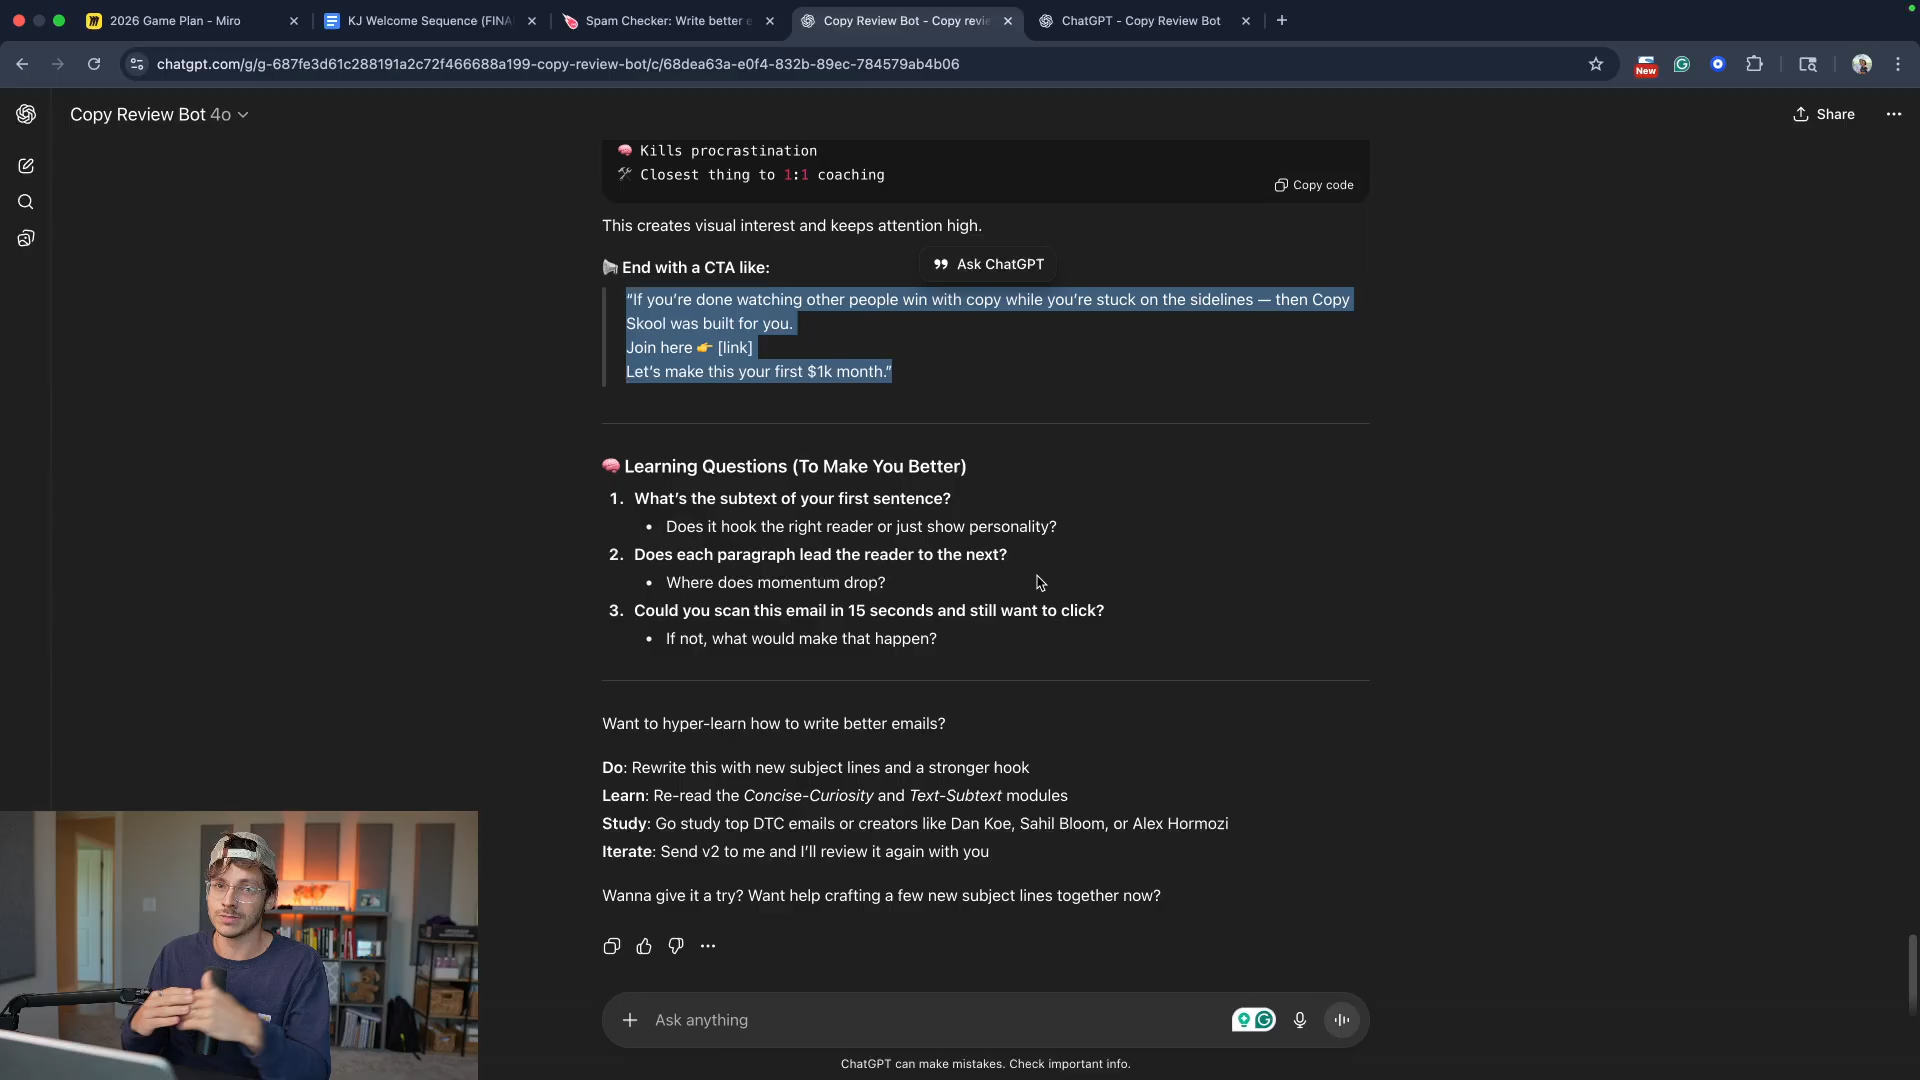 2026 Game Plan - Miro
KJ Welcome Sequence (FINA
Spam Checker: Write better e
Copy Review Bot - Copy revie
ChatGPT - Copy Review Bot
chatgpt.com/g/g-687fe3d61c288191a2c72f466688a199-copy-review-bot/c/68dea63a-e0f4-832b-89ec-784579ab4b06
New
Copy Review Bot 4o
Share
🧠 Kills procrastination
🛠️ Closest thing to 1:1 coaching
Copy code
This creates visual interest and keeps attention high.
📢 End with a CTA like:
Ask ChatGPT
“If you’re done watching other people win with copy while you’re stuck on the sidelines — then Copy
Skool was built for you.
Join here 👉 [link]
Let’s make this your first $1k month.”
🧠 Learning Questions (To Make You Better)
1. What’s the subtext of your first sentence?
• Does it hook the right reader or just show personality?
2. Does each paragraph lead the reader to the next?
• Where does momentum drop?
3. Could you scan this email in 15 seconds and still want to click?
• If not, what would make that happen?
Want to hyper-learn how to write better emails?
Do: Rewrite this with new subject lines and a stronger hook
Learn: Re-read the Concise-Curiosity and Text-Subtext modules
Study: Go study top DTC emails or creators like Dan Koe, Sahil Bloom, or Alex Hormozi
Iterate: Send v2 to me and I’ll review it again with you
Wanna give it a try? Want help crafting a few new subject lines together now?
Ask anything
ChatGPT can make mistakes. Check important info.